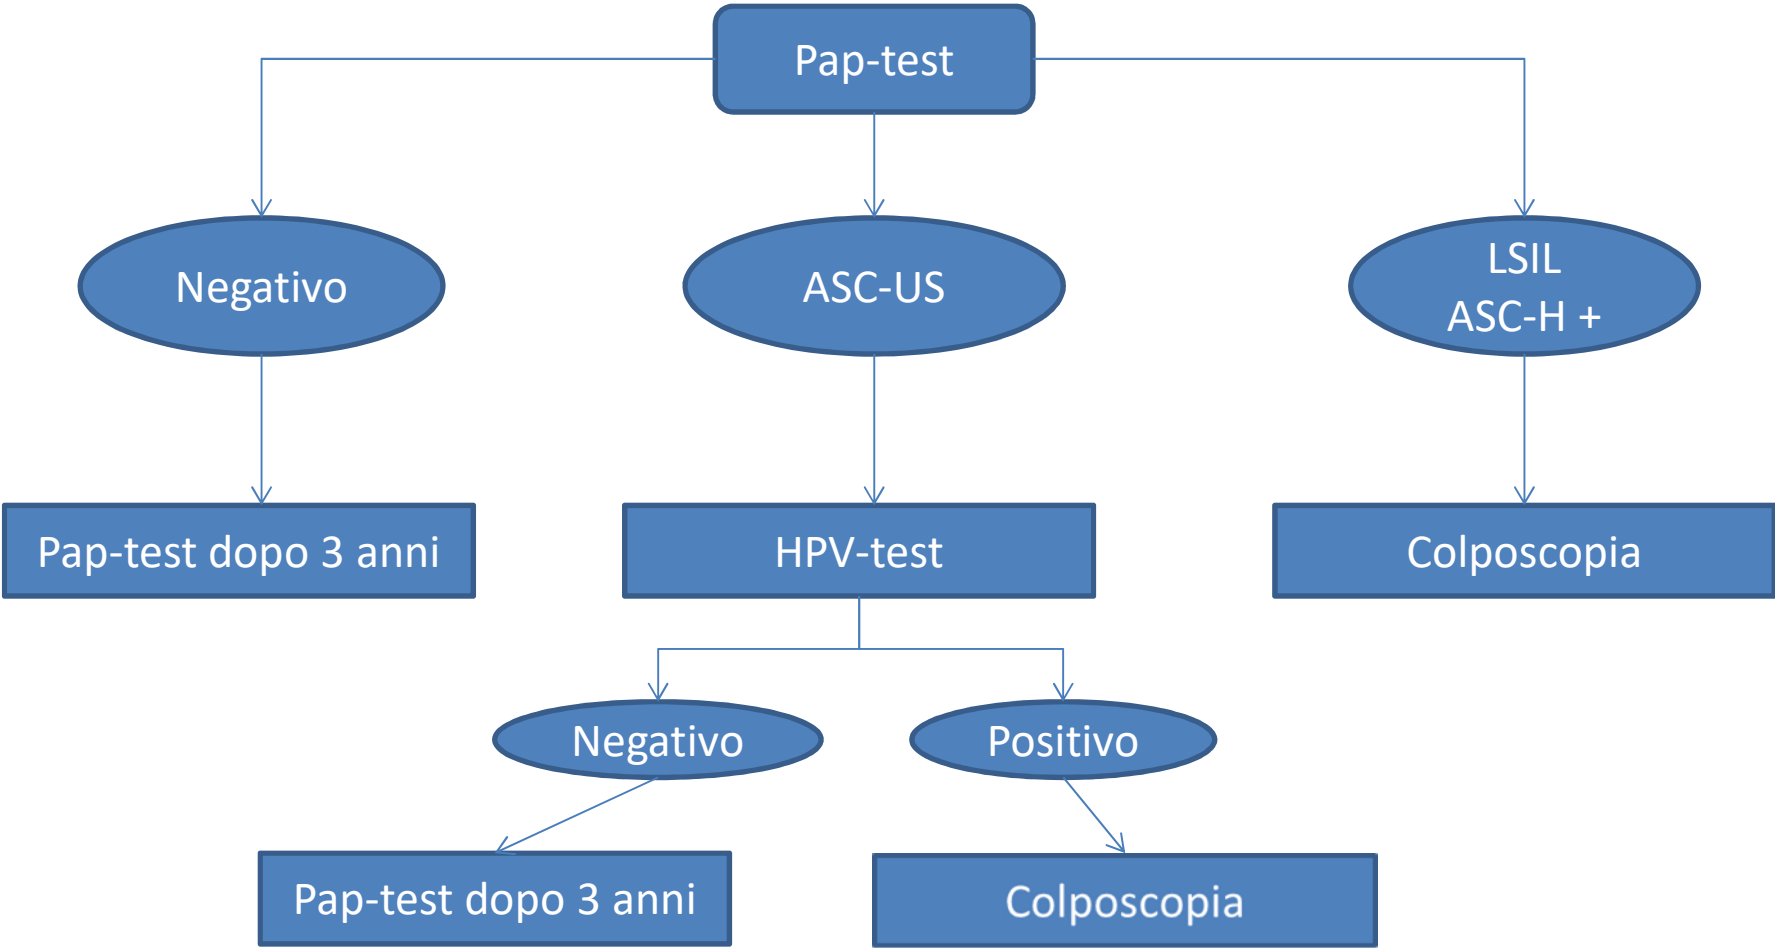 Pap-test
Negativo
ASC-US
LSIL
ASC-H +
Pap-test dopo 3 anni
HPV-test
Colposcopia
Negativo
Positivo
Pap-test dopo 3 anni
Colposcopia